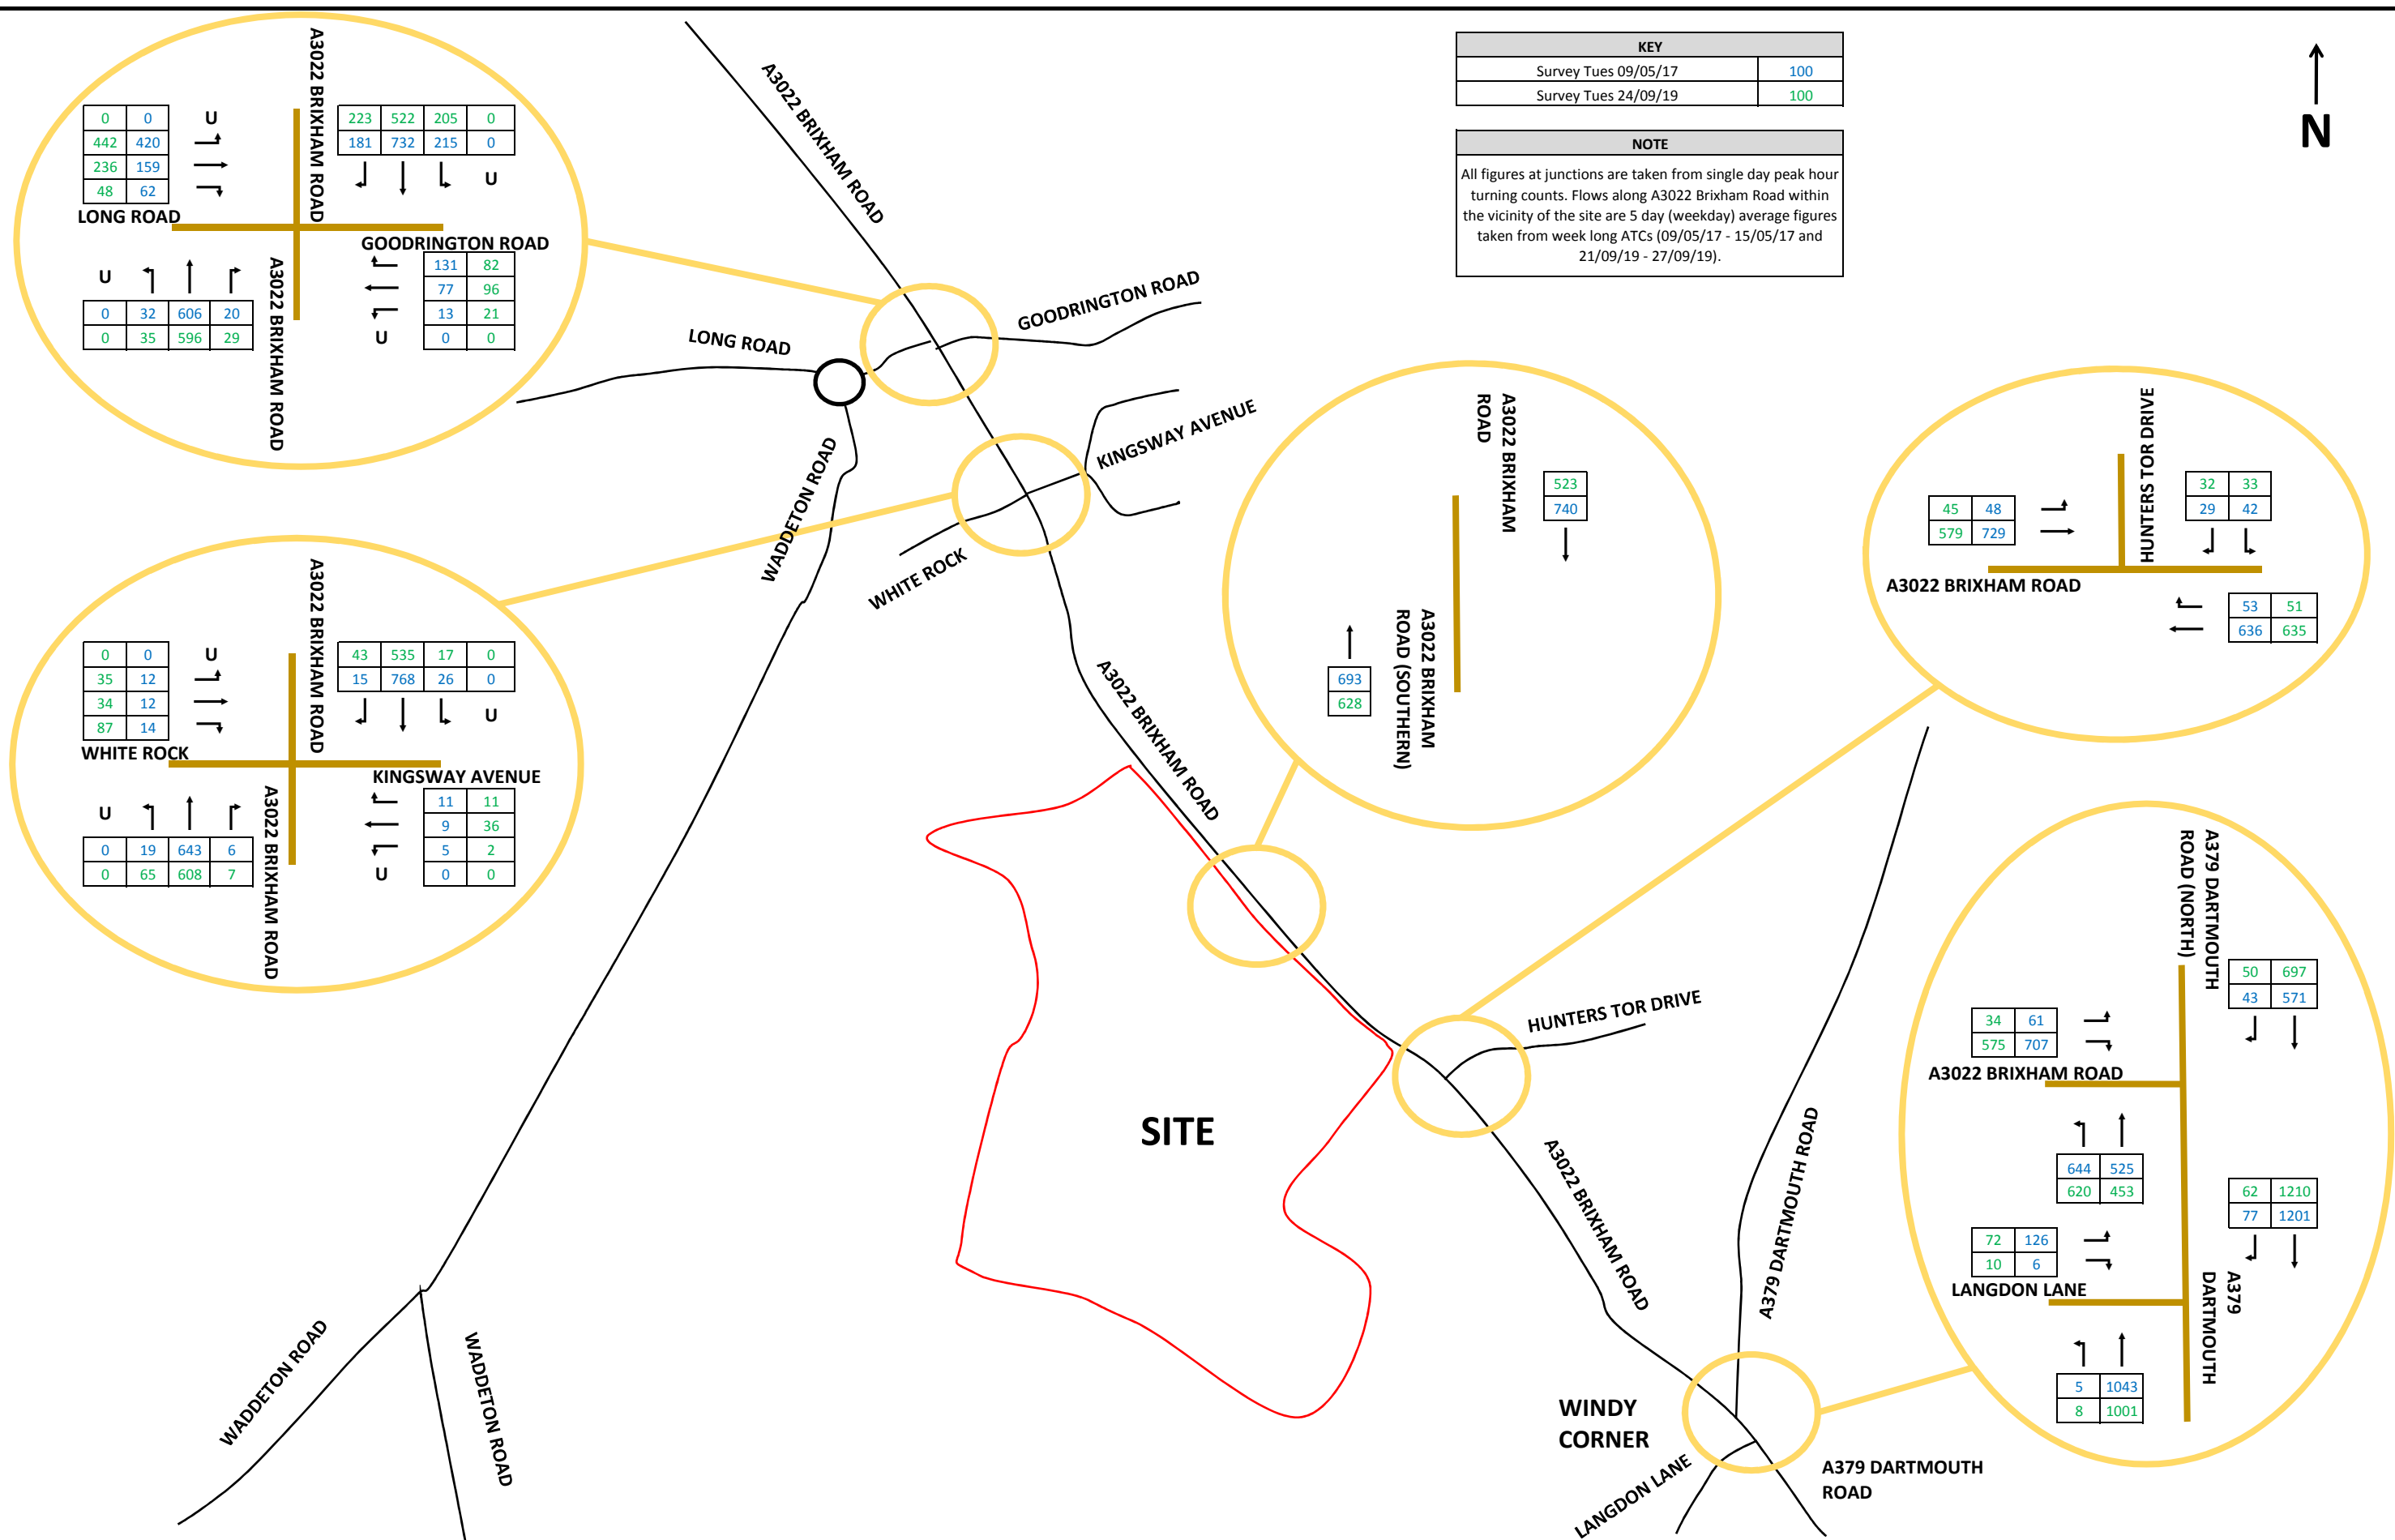 KEY
Survey Tues 09/05/17 100
Survey Tues 24/09/19 100
NOTE
All figures at junctions are taken from single day peak hour
turning counts. Flows along A3022 Brixham Road within
the vicinity of the site are 5 day (weekday) average figures
taken from week long ATCs (09/05/17 - 15/05/17 and
21/09/19 - 27/09/19).
N
A3022 BRIXHAM ROAD
0 0 U
442 420
236 159
48 62
LONG ROAD
223 522 205 0
181 732 215 0
U
GOODRINGTON ROAD
131 82
77 96
13 21
U 0 0
U
0 32 606 20
0 35 596 29
A3022 BRIXHAM ROAD
A3022 BRIXHAM ROAD
0 0 U
35 12
34 12
87 14
WHITE ROCK
43 535 17 0
15 768 26 0
U
KINGSWAY AVENUE
11 11
9 36
5 2
U 0 0
U
0 19 643 6
0 65 608 7
A3022 BRIXHAM ROAD
A3022 BRIXHAM ROAD
GOODRINGTON ROAD
LONG ROAD
KINGSWAY AVENUE
WADDETON ROAD
WHITE ROCK
A3022 BRIXHAM ROAD
A3022 BRIXHAM
ROAD
523
740
693
628
A3022 BRIXHAM
ROAD (SOUTHERN)
HUNTERS TOR DRIVE
45 48
579 729
32 33
29 42
A3022 BRIXHAM ROAD
53 51
636 635
A379 DARTMOUTH
ROAD (NORTH)
50 697
43 571
34 61
575 707
A3022 BRIXHAM ROAD
644 525
620 453
62 1210
77 1201
72 126
10 6
LANGDON LANE
A379
DARTMOUTH
5 1043
8 1001
HUNTERS TOR DRIVE
SITE
A3022 BRIXHAM ROAD
A379 DARTMOUTH ROAD
WADDETON ROAD
WADDETON ROAD
WINDY
CORNER
LANGDON LANE
A379 DARTMOUTH
ROAD